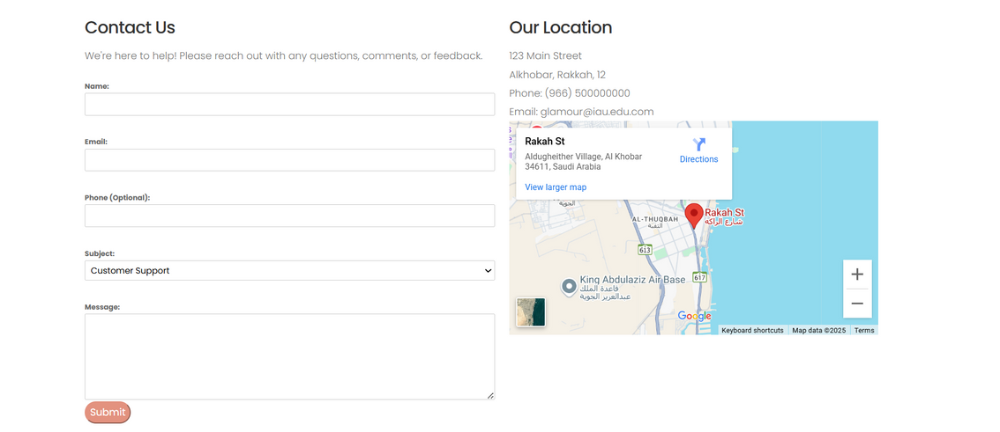 Contact Us
We're here to help! Please reach out with any questions, comments, or feedback.
Name:
Email:
Phone (Optional):
Subject:
Customer Support
Message:
Submit
Our Location
123 Main Street
Alkhobar, Rakkah, 12
Phone: (966) 500000000
Email: glamour@iau.edu.com
Rakah St
Aldugheither Village, Al Khobar
34611, Saudi Arabia
Directions
View larger map
الجوية
AL-THUQBAH
الثقبة
Rakah St
شارع الراكة
613
617
King Abdulaziz Air Base
قاعدة الملك
عبدالعزيز الجوية
Google
Keyboard shortcuts
Map data ©2025
Terms